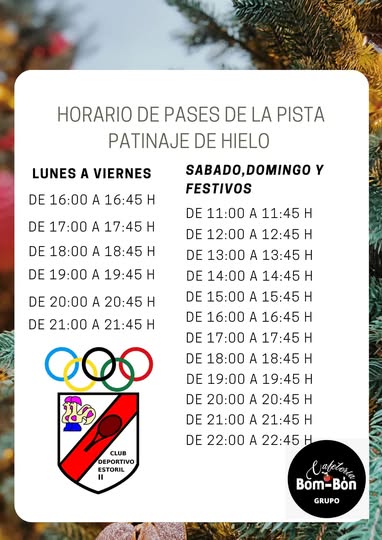 HORARIO DE PASES DE LA PISTA
PATINAJE DE HIELO
LUNES A VIERNES
DE 16:00 A 16:45 H
DE 17:00 A 17:45 H
DE 18:00 A 18:45 H
DE 19:00 A 19:45 H
DE 20:00 A 20:45 H
DE 21:00 A 21:45 H
SABADO,DOMINGO Y
FESTIVOS
DE 11:00 A 11:45 H
DE 12:00 A 12:45 H
DE 13:00 A 13:45 H
DE 14:00 A 14:45 H
DE 15:00 A 15:45 H
DE 16:00 A 16:45 H
DE 17:00 A 17:45 H
DE 18:00 A 18:45 H
DE 19:00 A 19:45 H
DE 20:00 A 20:45 H
DE 21:00 A 21:45 H
DE 22:00 A 22:45 H
CLUB
DEPORTIVO
ESTORIL
II
Cafetería
Bôm-Bón
GRUPO